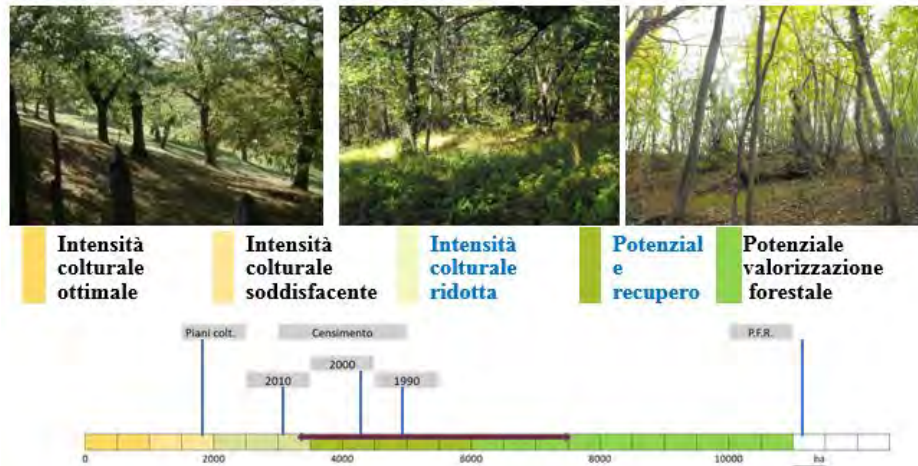 Intensità
colturale
ottimale
Intensità
colturale
soddisfacente
Intensità
colturale
ridotta
Potenzial
e
recupero
Potenziale
valorizzazione
forestale
Piani colt.
Censimento
P.F.R.
2000
2010
1990
0
2000
4000
6000
8000
10000
ha